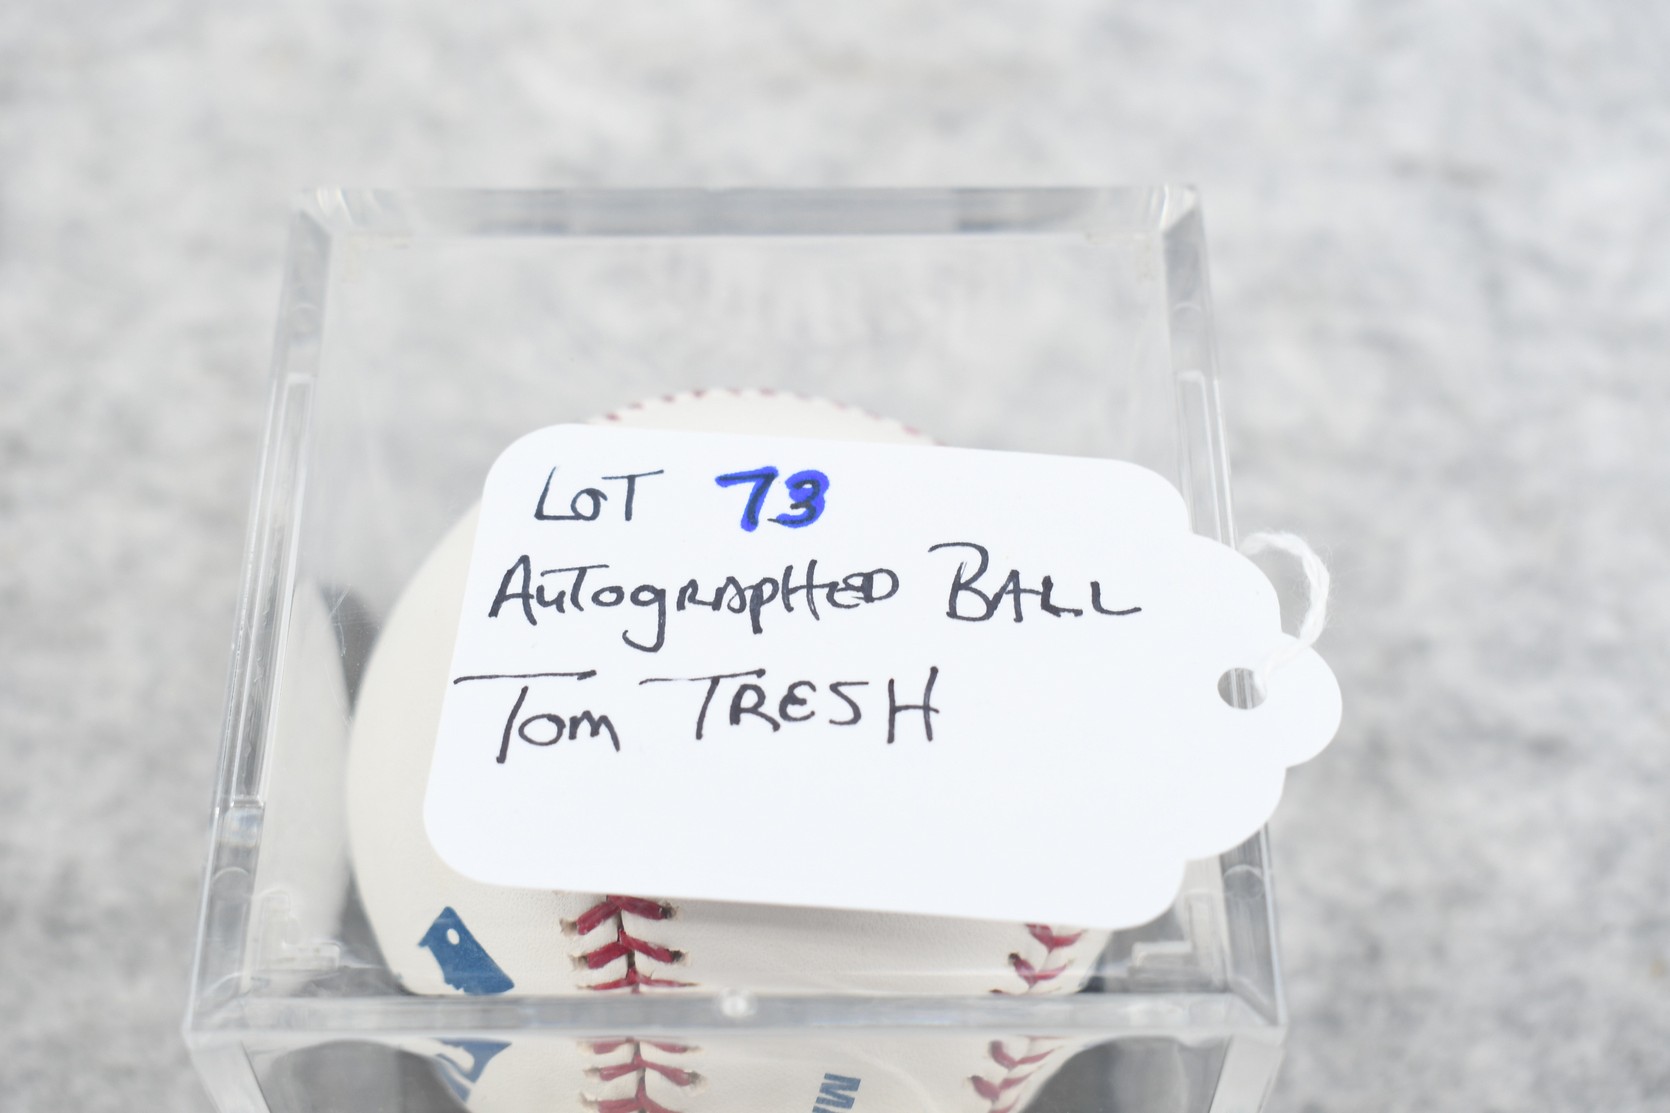 LOT 73
AUTOGRAPHED BALL
TOM TRESH